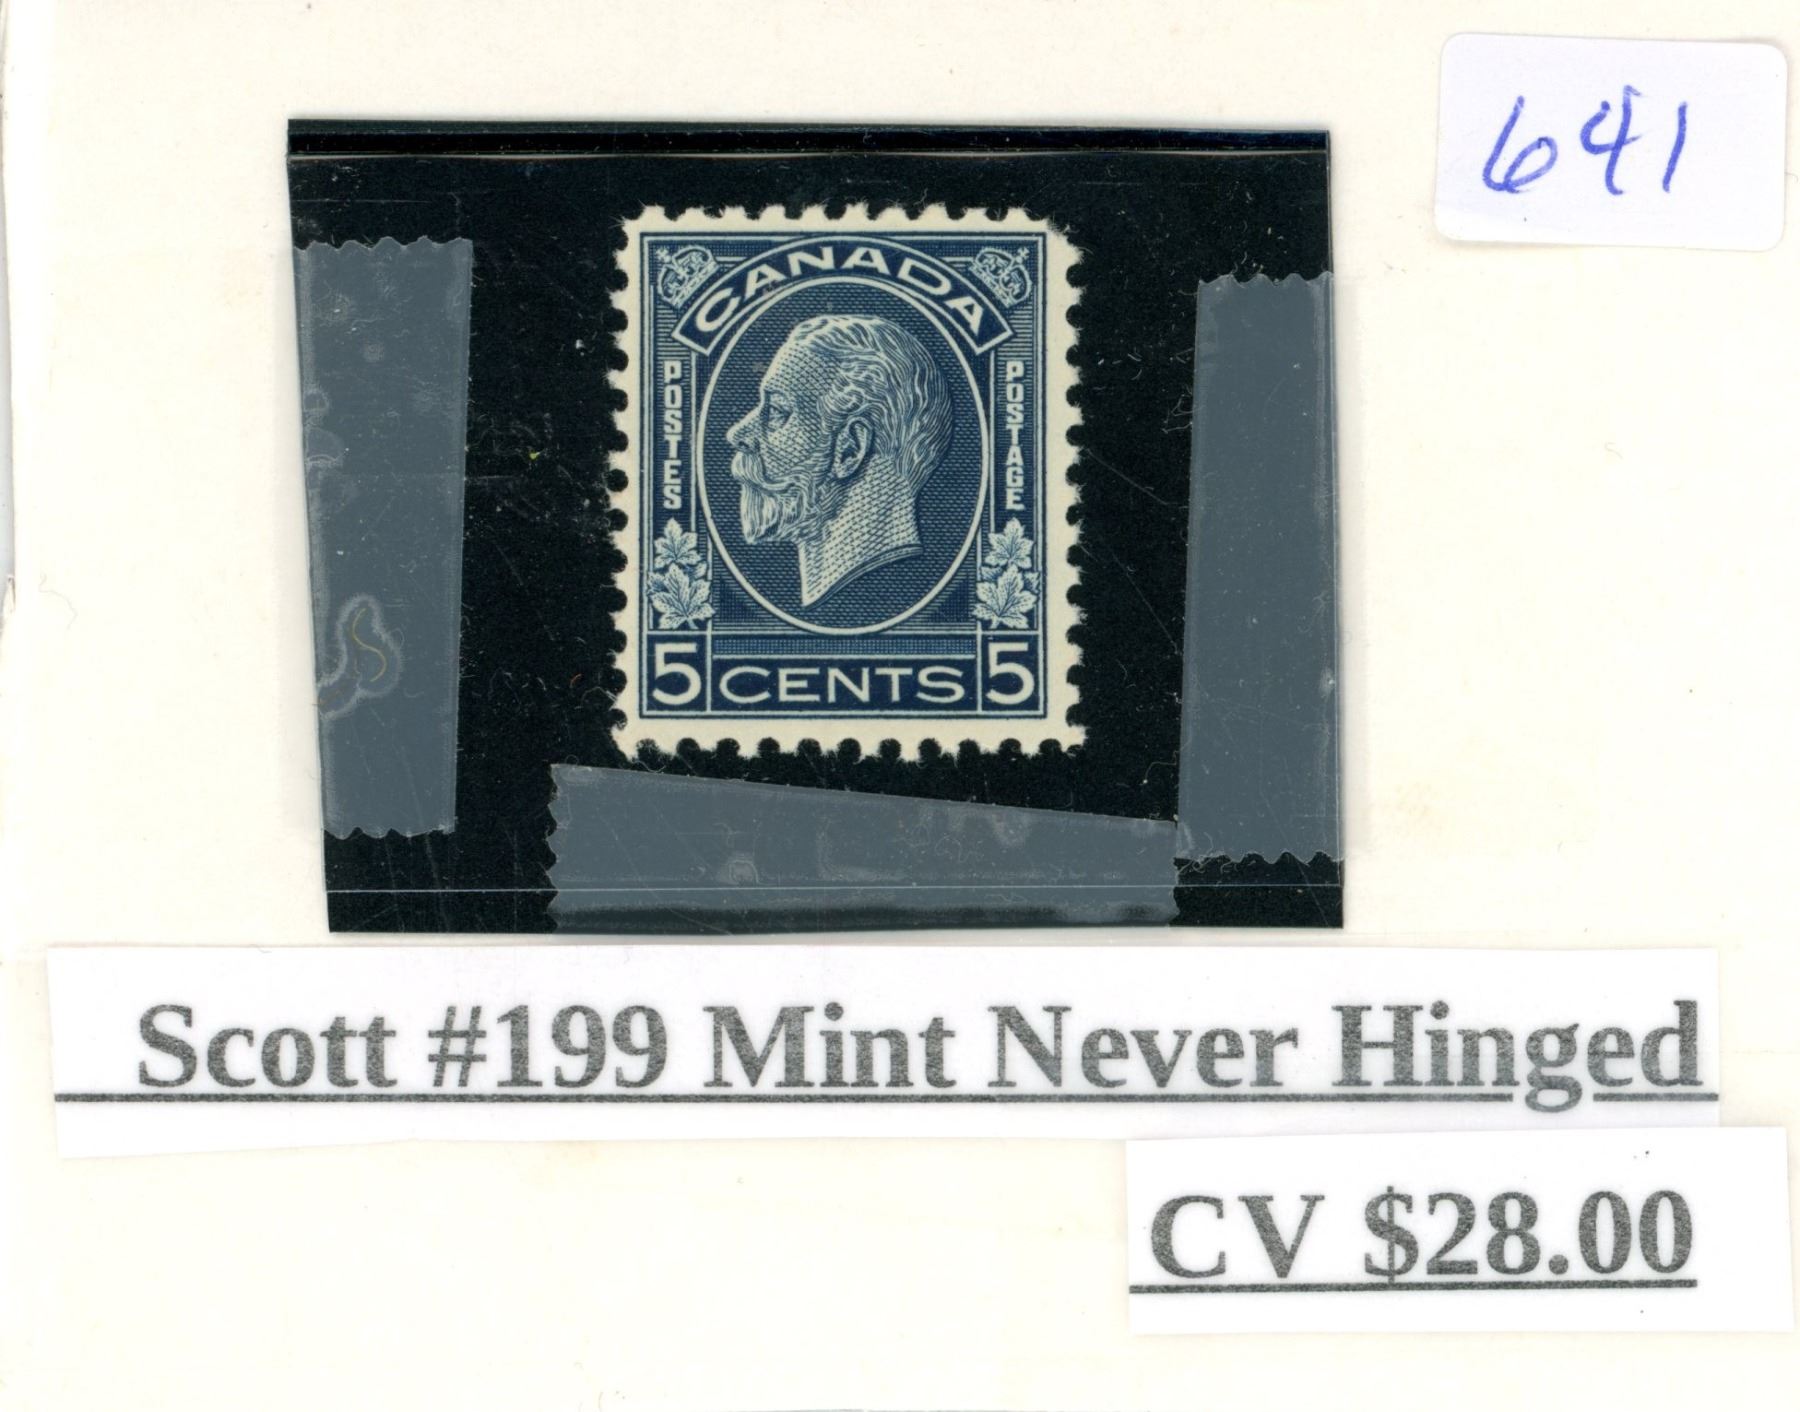 641
CANADA
POSTES
POSTAGE
5 CENTS 5
Scott #199 Mint Never Hinged
CV $28.00